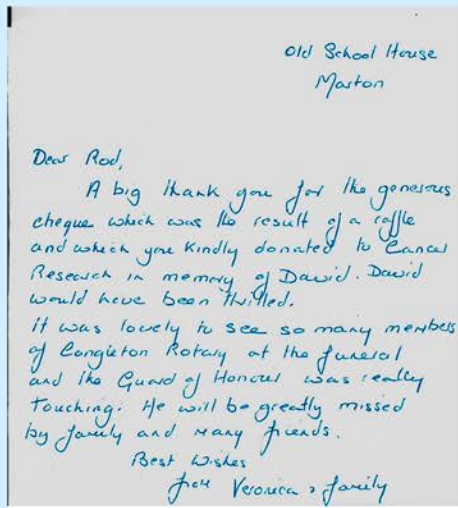 Old School House
Marton
Dear Rod,
A big thank you for the generous
cheque which was the result of a raffle
and which you kindly donated to Cancer
Research in memory of David. David
would have been thrilled.
it was lovely to see so many members
of Congleton Rotary at the funeral
and the Guard of Honour was really
touching. He will be greatly missed
by family and many friends.
Best Wishes
from Veronica & family